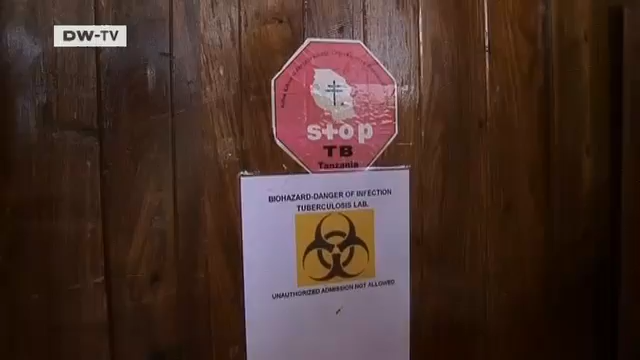 DW-TV
stop
TB
Tanzania
BIOHAZARD-DANGER OF INFECTION
TUBERCULOSIS LAB.
UNAUTHORIZED ADMISSION NOT ALLOWED